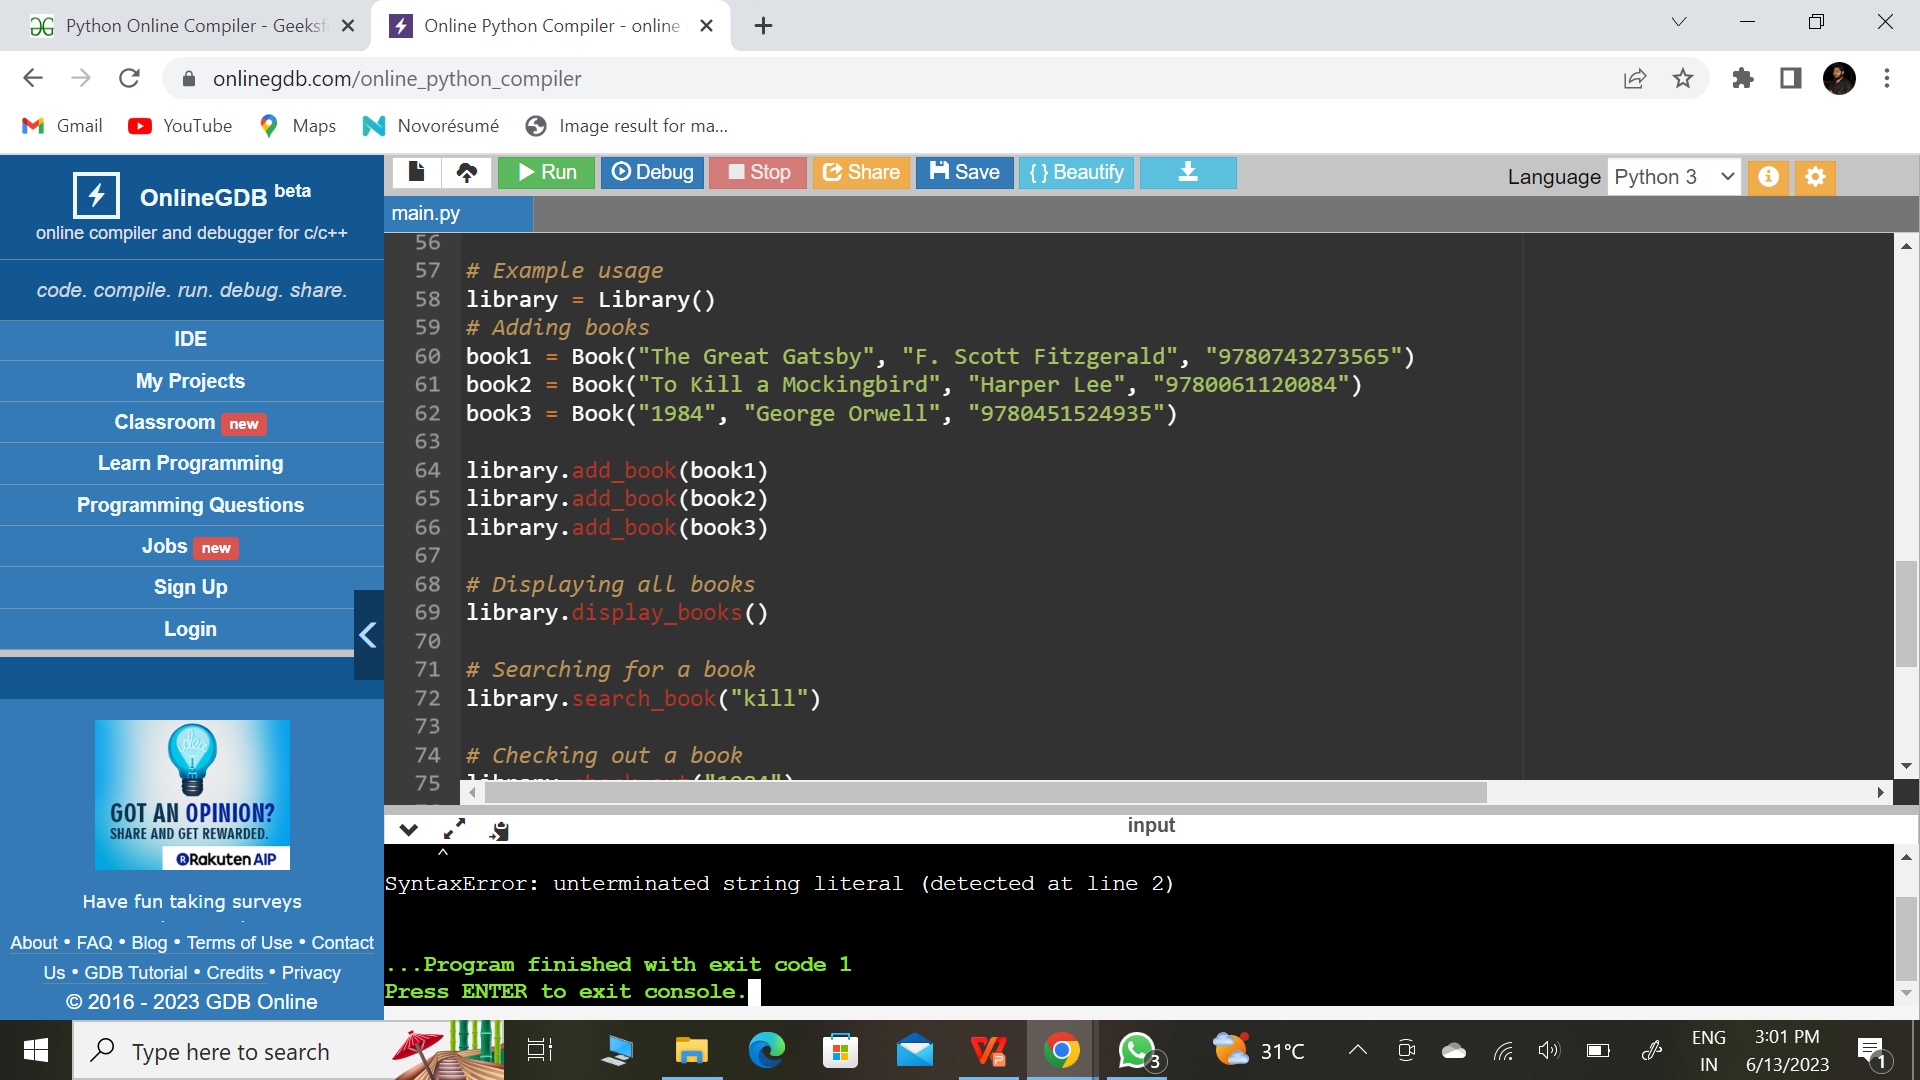 Python Online Compiler - Geeksf
Online Python Compiler - online
onlinegdb.com/online_python_compiler
Gmail
YouTube
Maps
Novorésumé
Image result for ma...
OnlineGDB beta
online compiler and debugger for c/c++
code. compile. run. debug. share.
IDE
My Projects
Classroom new
Learn Programming
Programming Questions
Jobs new
Sign Up
Login
idea
GOT AN OPINION?
SHARE AND GET REWARDED.
Rakuten AIP
Have fun taking surveys
About • FAQ • Blog • Terms of Use • Contact
Us • GDB Tutorial • Credits • Privacy
© 2016 - 2023 GDB Online
Run Debug Stop Share Save { } Beautify
Language Python 3
main.py
56
57 # Example usage
58 library = Library()
59 # Adding books
60 book1 = Book("The Great Gatsby", "F. Scott Fitzgerald", "9780743273565")
61 book2 = Book("To Kill a Mockingbird", "Harper Lee", "9780061120084")
62 book3 = Book("1984", "George Orwell", "9780451524935")
63
64 library.add_book(book1)
65 library.add_book(book2)
66 library.add_book(book3)
67
68 # Displaying all books
69 library.display_books()
70
71 # Searching for a book
72 library.search_book("kill")
73
74 # Checking out a book
75 library.check_out("1984")
input
^
SyntaxError: unterminated string literal (detected at line 2)
...Program finished with exit code 1
Press ENTER to exit console.
Type here to search
3
31°C
ENG
IN
3:01 PM
6/13/2023
1